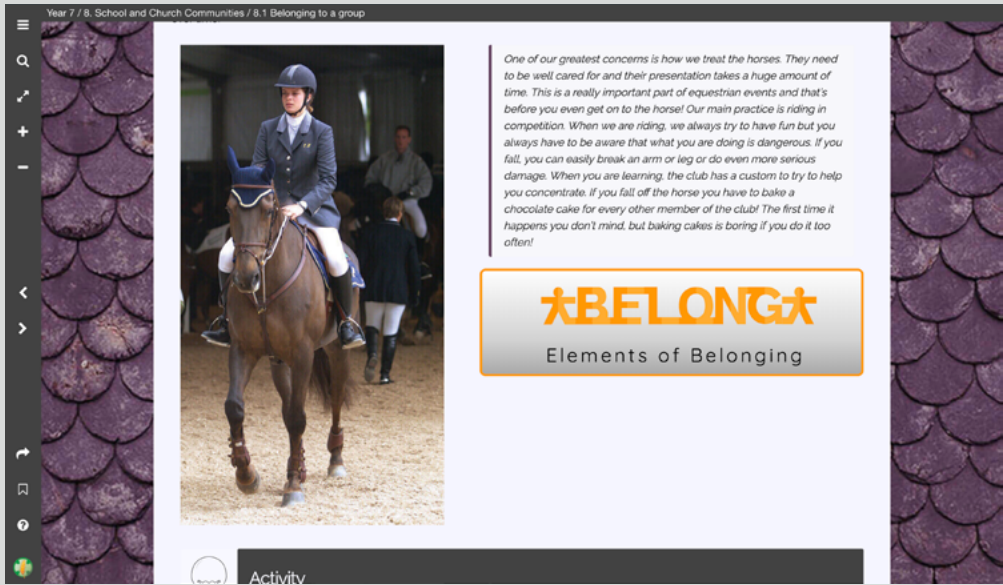 Year 7 / 8. School and Church Communities / 8.1 Belonging to a group
One of our greatest concerns is how we treat the horses. They need
to be well cared for and their presentation takes a huge amount of
time. This is a really important part of equestrian events and that's
before you even get on to the horse! Our main practice is riding in
competition. When we are riding, we always try to have fun but you
always have to be aware that what you are doing is dangerous. If you
fall, you can easily break an arm or leg or do even more serious
damage. When you are learning, the club has a custom to try to help
you concentrate. If you fall off the horse you have to bake a
chocolate cake for every other member of the club! The first time it
happens you don't mind, but baking cakes is boring if you do it too
often!
BELONG
Elements of Belonging
Activity